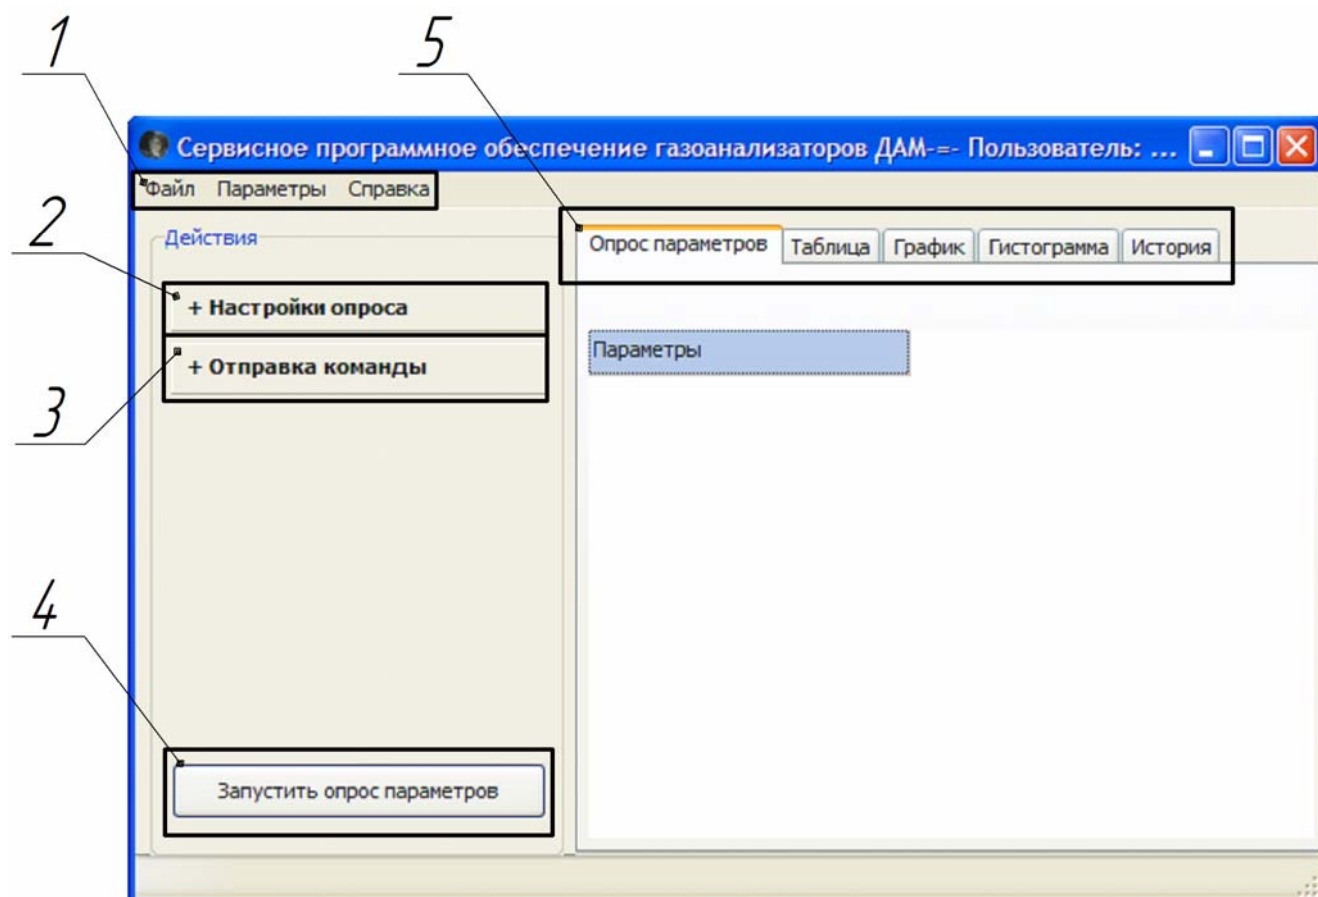 1
5
Сервисное программное обеспечение газоанализаторов ДАМ-=- Пользователь: ...
Файл Параметры Справка
2
Действия
Опрос параметров Таблица График Гистограмма История
+ Настройки опроса
Параметры
+ Отправка команды
3
4
Запустить опрос параметров